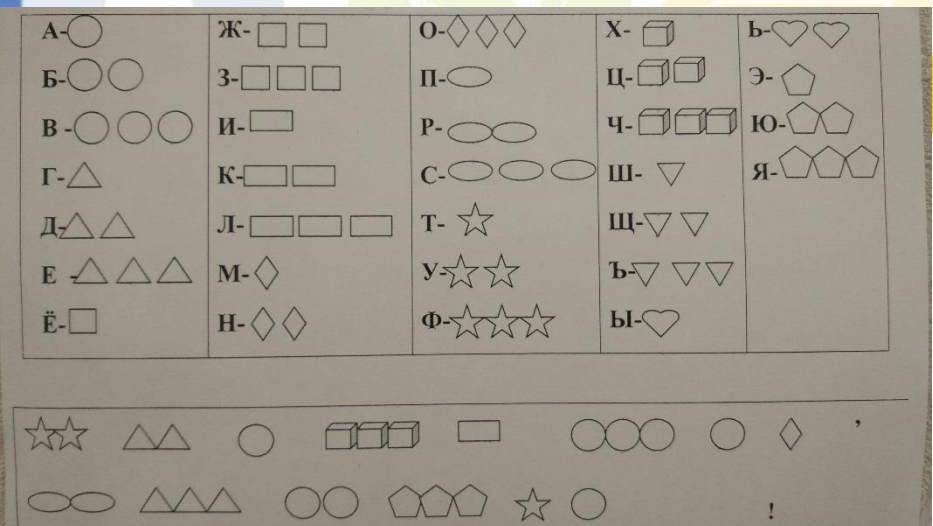 А- Ж- О- Х- Ь-
Б- З- П- Ц- Э-
В - И- Р- Ч- Ю-
Г- К- С- Ш- Я-
Д- Л- Т- Щ-
Е - М- У- Ъ-
Ё- Н- Ф- Ы-
,
!